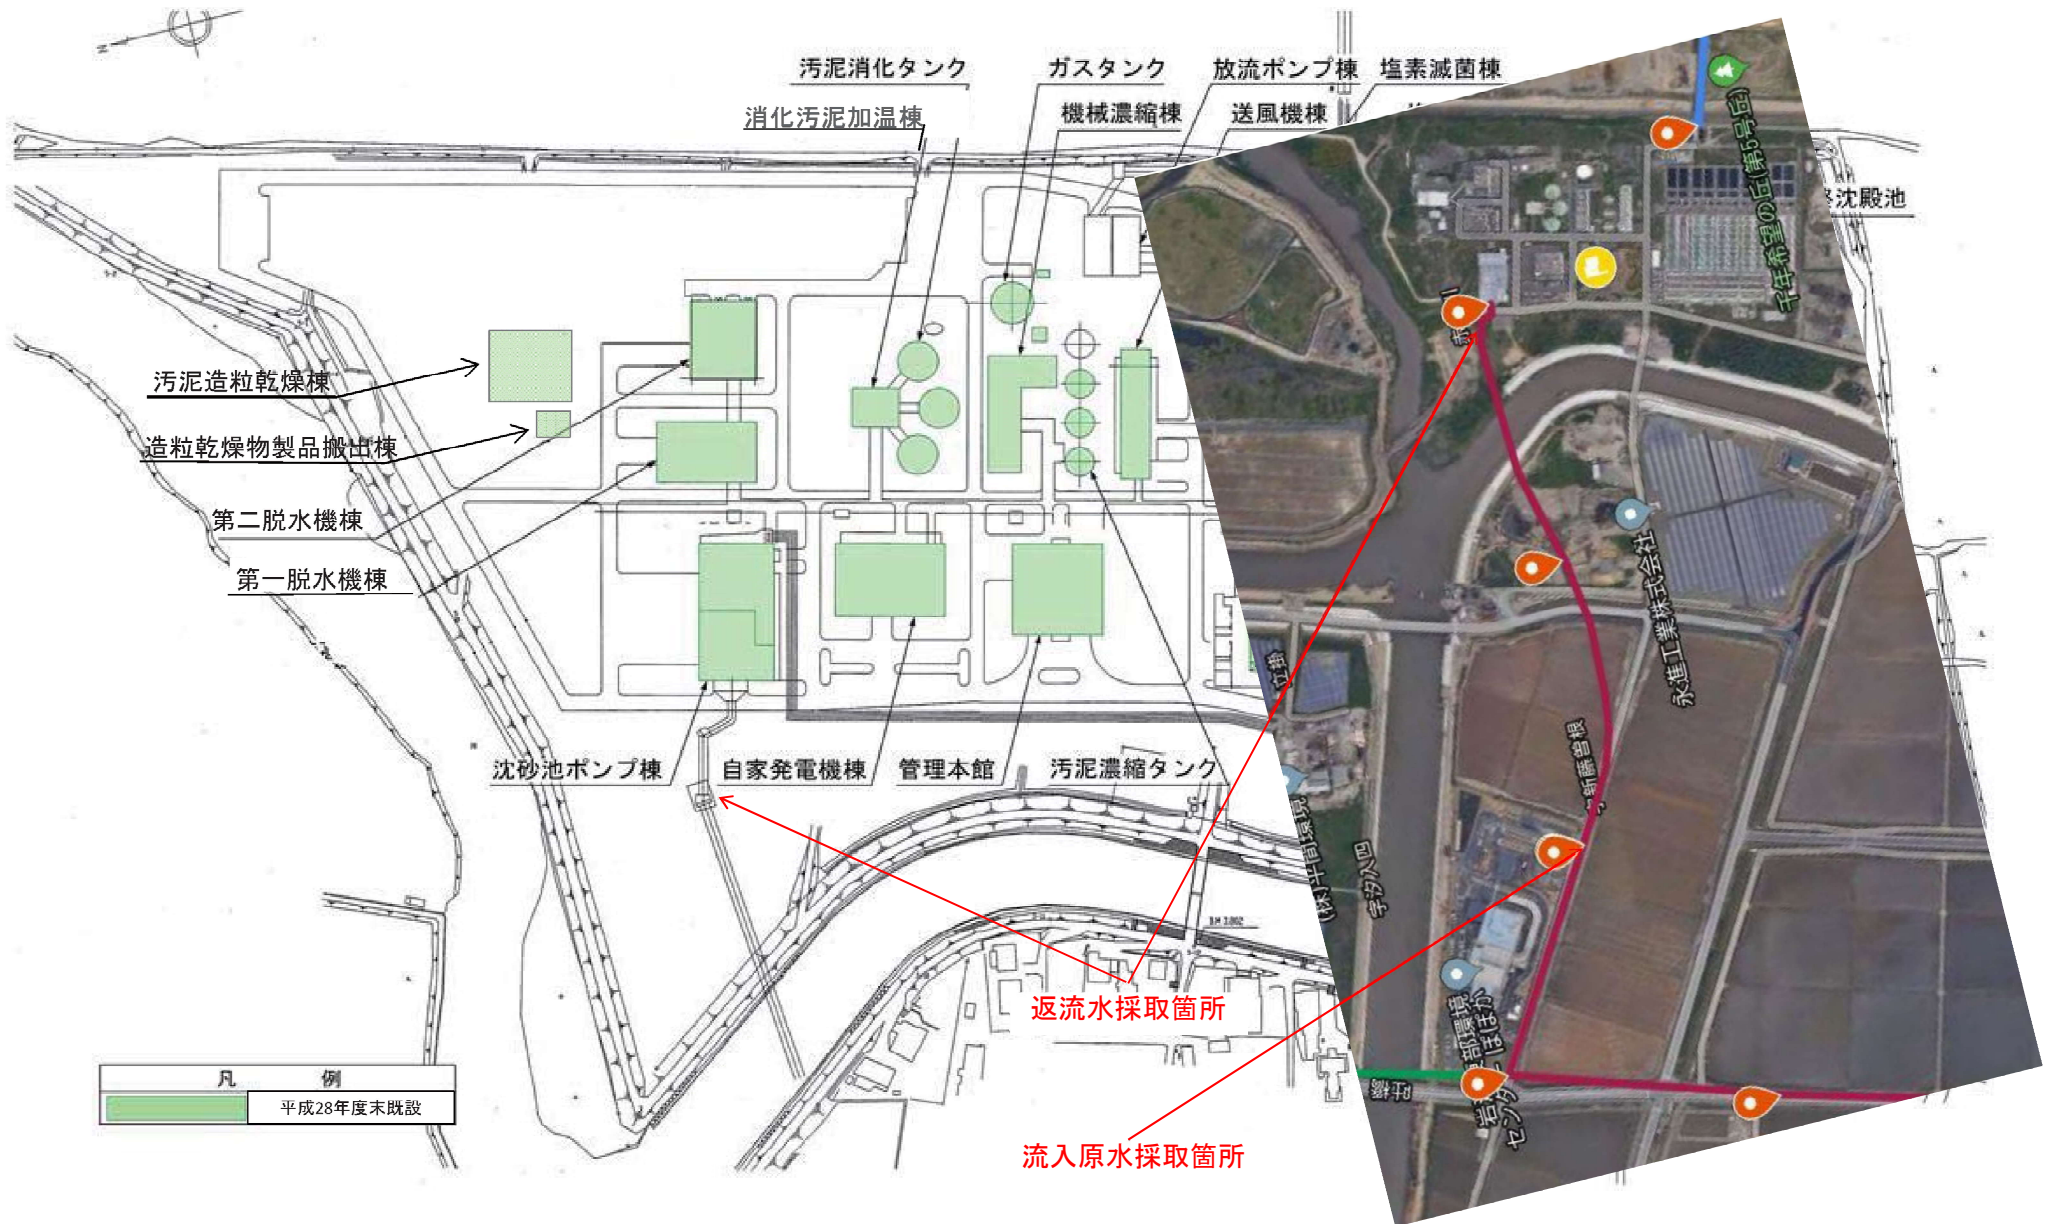 N
汚泥消化タンク
ガスタンク
放流ポンプ棟
塩素滅菌棟
消化汚泥加温棟
機械濃縮棟
送風機棟
千年希望の丘(第5号丘)
沈殿池
汚泥造粒乾燥棟
造粒乾燥物製品搬出棟
第二脱水機棟
第一脱水機棟
永進工業株式会社
立掛
新藤曽根
沈砂池ポンプ棟
自家発電機棟
管理本館
汚泥濃縮タンク
返流水採取箇所
凡 例
平成28年度末既設
流入原水採取箇所